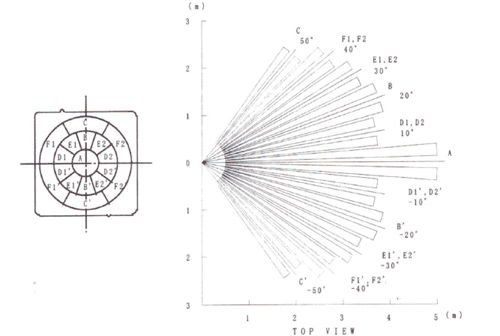 (m)
3
2
1
0
1
2
3
(m)
1
2
3
4
5 (m)
TOP VIEW
C
50°
F1,F2
40°
E1,E2
30°
B
20°
D1,D2
10°
A
D1',D2'
-10°
B'
-20°
E1',E2'
-30°
F1',F2'
-40°
C'
-50°
C
B
F1
E1
E2
F2
D1
A
D2
D1'
D2'
F1'
E1'
B'
E2'
F2'
C'